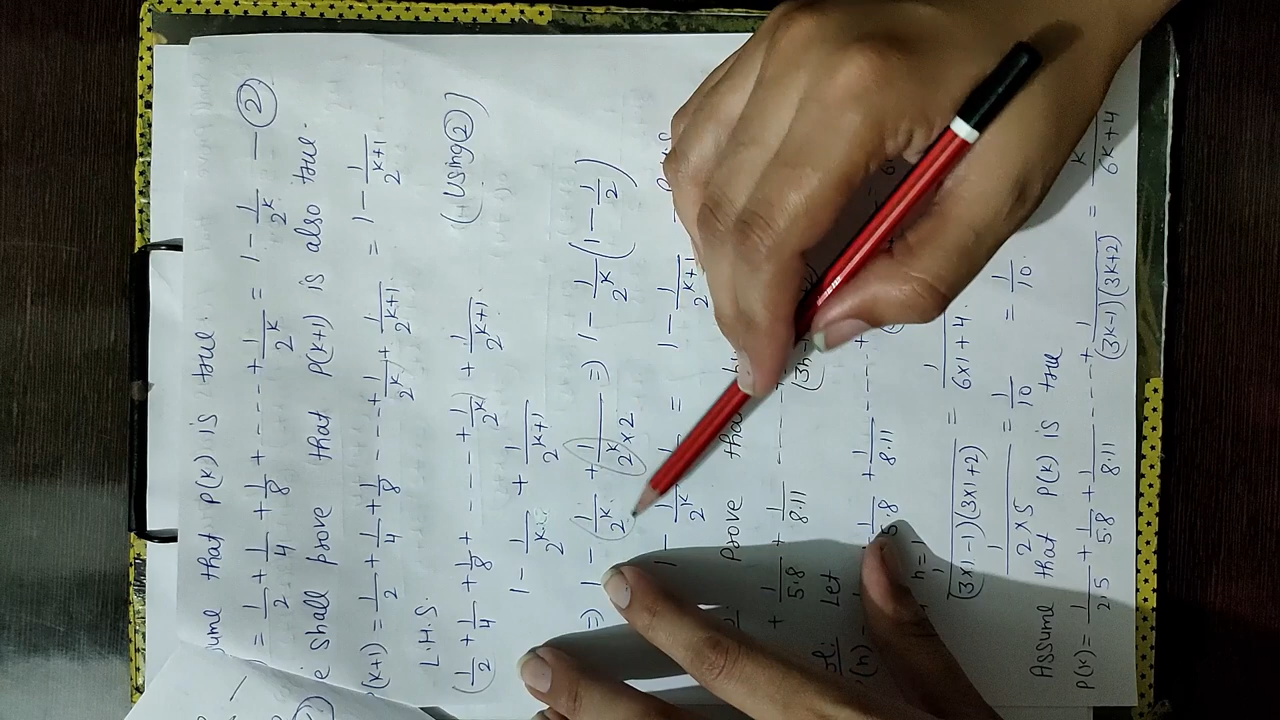 ume that P(k) is true.
) = 1/2 + 1/4 + 1/8 + ---- + 1/2^k = 1 - 1/2^k — ②
e shall prove that P(k+1) is also true.
P(k+1) = 1/2 + 1/4 + 1/8 - -- + 1/2^k + 1/2^(k+1) = 1 - 1/2^(k+1)
L.H.S.
(1/2 + 1/4 + 1/8 + ---- + 1/2^k) + 1/2^(k+1) (Using ②)
1 - 1/2^k + 1/2^(k+1)
=) 1 - 1/2^k + 1/(2^k×2) =) 1 - 1/2^k (1 - 1/2)
1 - 1/2^k = 1 - 1/2^(k+1)
Prove that
+ 1/5.8 + 1/8.11 ---- + (3n-1
Let
5.8 + 1/8.11 ---- +
n=1
1/((3×1-1)(3×1+2)) = 1/(6×1+4)
1/(2×5) = 1/10 = 1/10.
Assume that P(k) is true
P(k) = 1/2.5 + 1/5.8 + 1/8.11 ---- + 1/((3k-1)(3k+2)) = k/(6k+4)